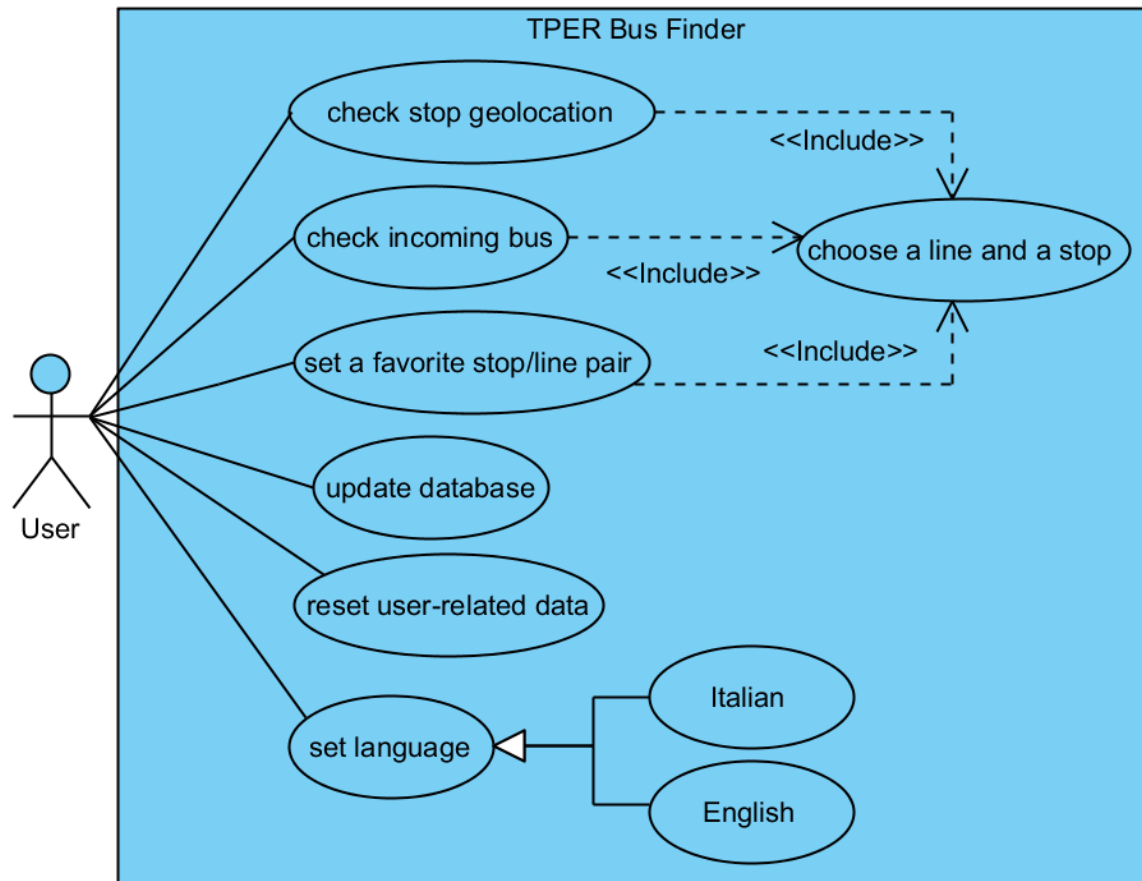 TPER Bus Finder
check stop geolocation
<<Include>>
check incoming bus
choose a line and a stop
<<Include>>
set a favorite stop/line pair
<<Include>>
update database
User
reset user-related data
Italian
set language
English